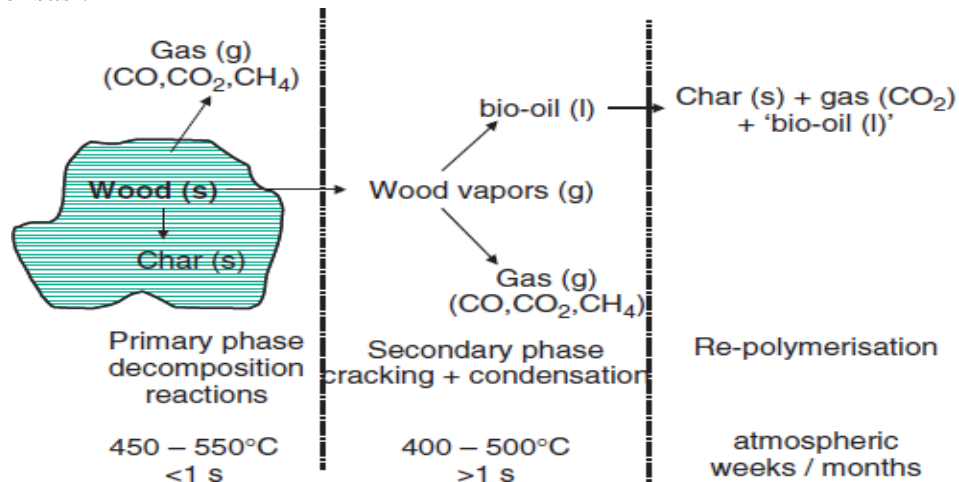 Gas (g)
(CO,CO₂,CH₄)
Wood (s)
Char (s)
Primary phase
decomposition
reactions
450 – 550°C
<1 s
bio-oil (l)
Wood vapors (g)
Gas (g)
(CO,CO₂,CH₄)
Secondary phase
cracking + condensation
400 – 500°C
>1 s
Char (s) + gas (CO₂)
+ ‘bio-oil (l)’
Re-polymerisation
atmospheric
weeks / months